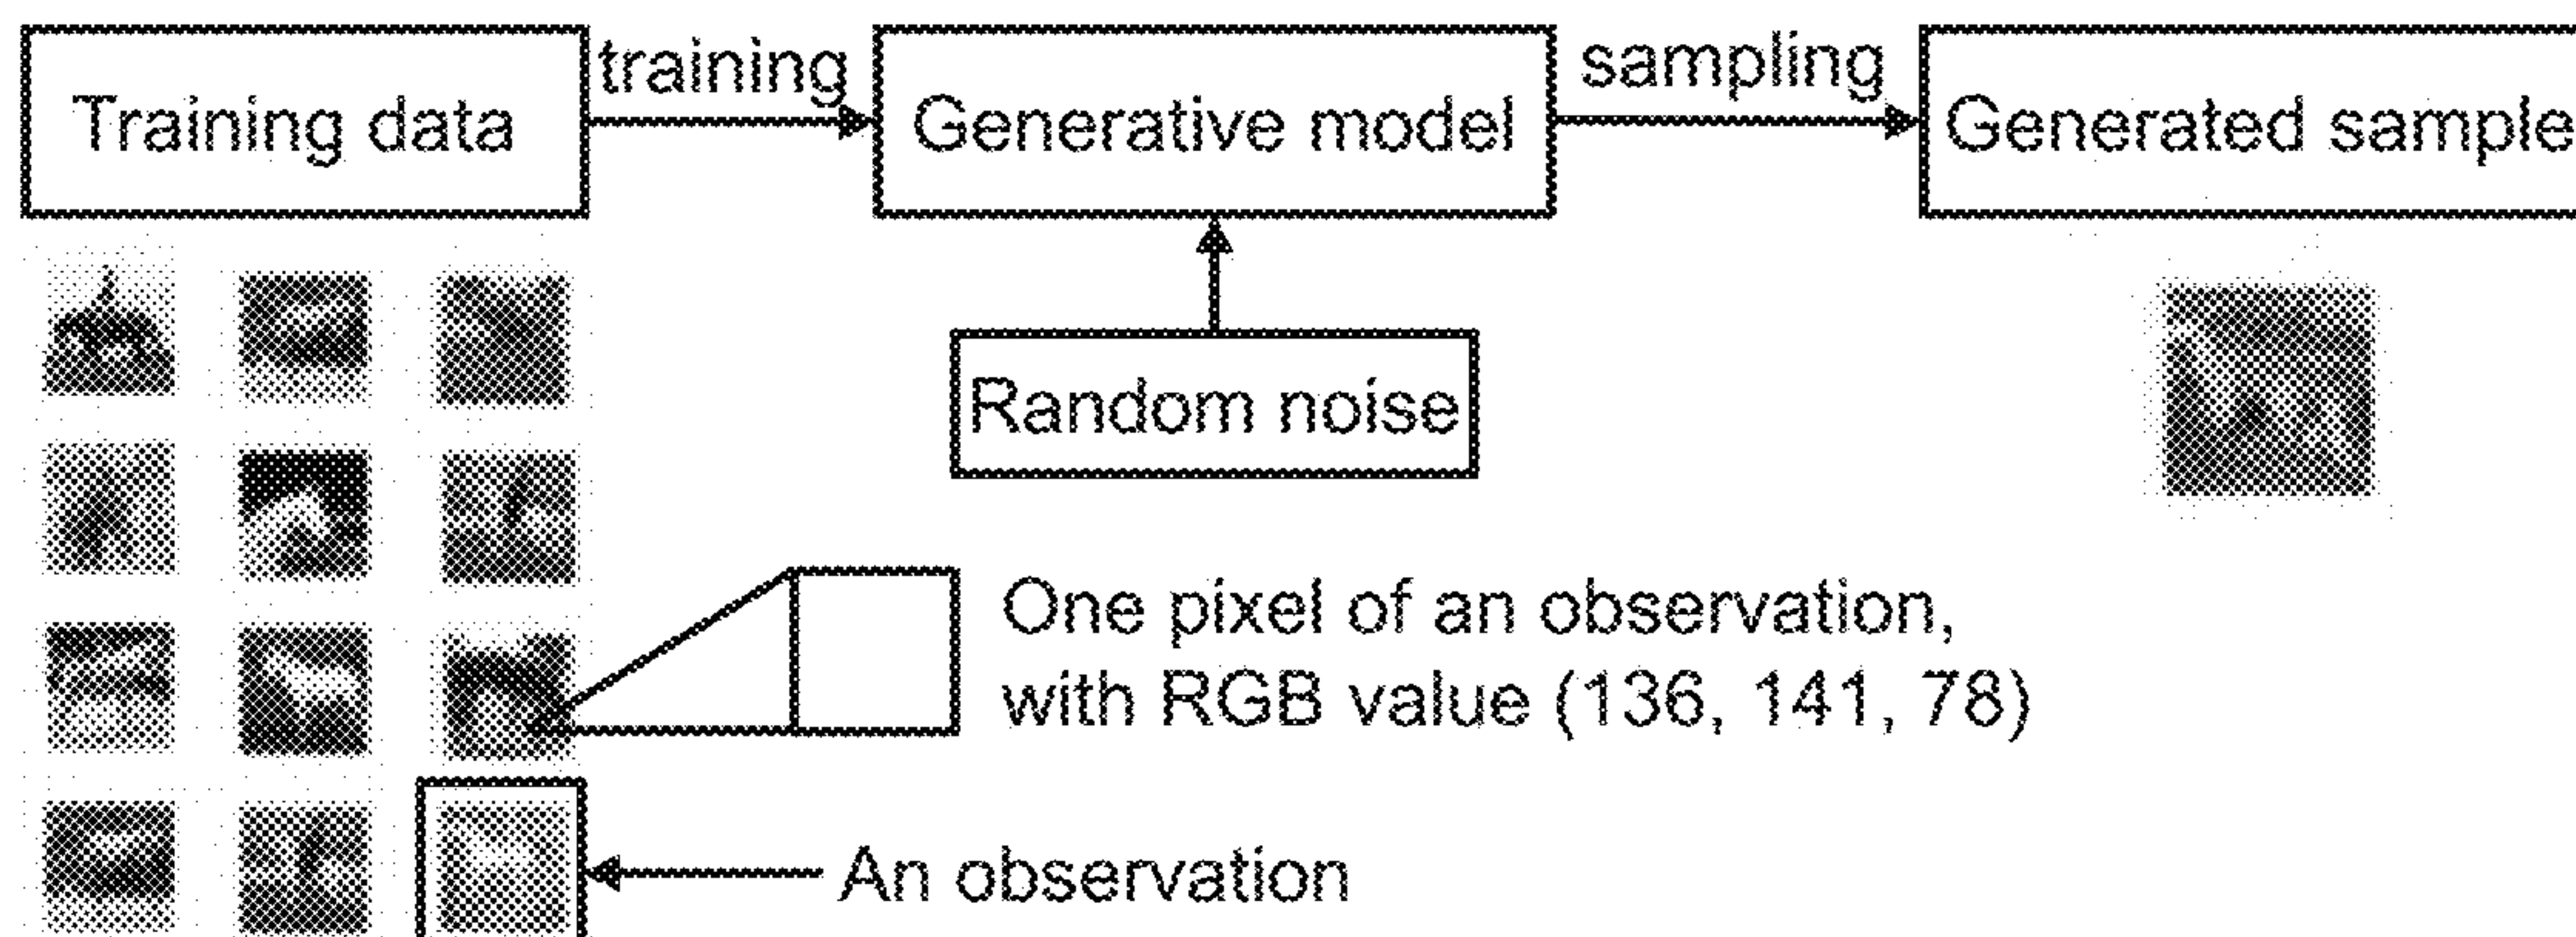 Training data
training
Generative model
sampling
Generated sample
Random noise
One pixel of an observation,
with RGB value (136, 141, 78)
An observation